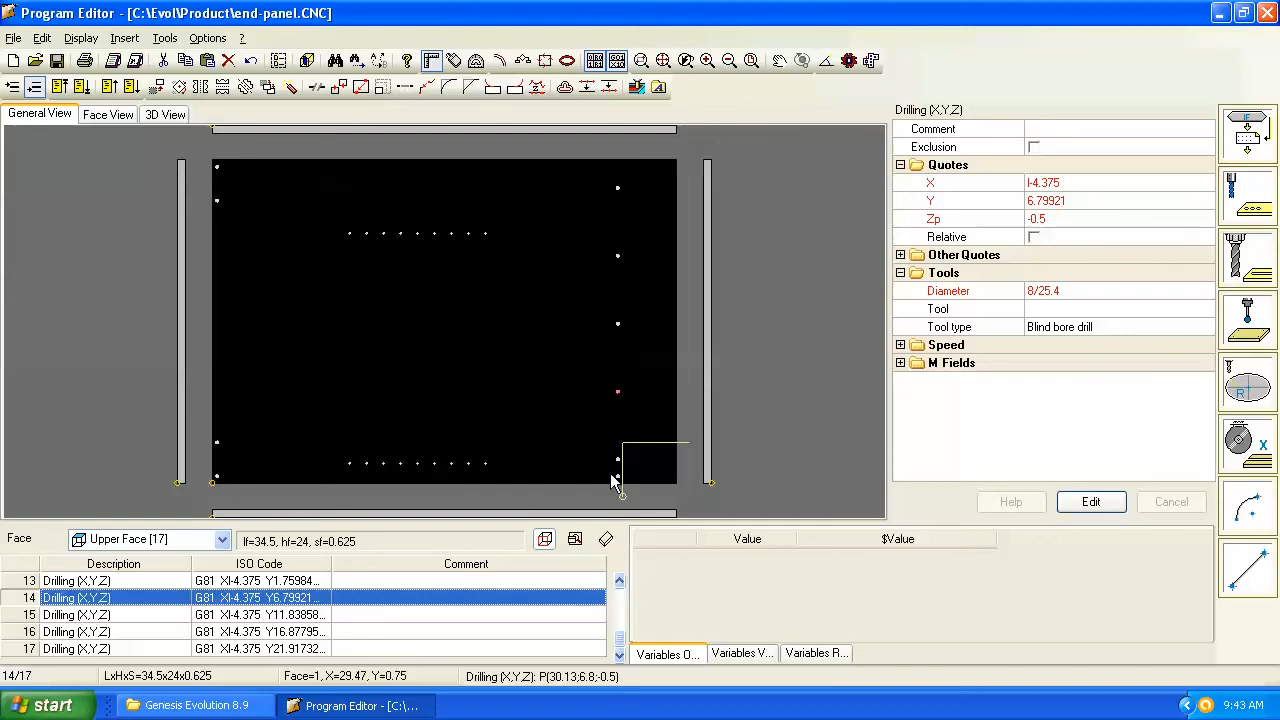 Program Editor - [C:\Evol\Product\end-panel.CNC]
File Edit Display Insert Tools Options ?
General View Face View 3D View
Drilling (X,Y,Z)
Comment
Exclusion
Quotes
X I-4.375
Y 6.79921
Zp -0.5
Relative
Other Quotes
Tools
Diameter 8/25.4
Tool
Tool type Blind bore drill
Speed
M Fields
Help Edit Cancel
IF
R
X
Face Upper Face [17] lf=34.5, hf=24, sf=0.625
Description ISO Code Comment
13 Drilling (X,Y,Z) G81 XI-4.375 Y1.75984...
14 Drilling (X,Y,Z) G81 XI-4.375 Y6.79921...
15 Drilling (X,Y,Z) G81 XI-4.375 Y11.83858...
16 Drilling (X,Y,Z) G81 XI-4.375 Y16.87795...
17 Drilling (X,Y,Z) G81 XI-4.375 Y21.91732...
Value $Value
Variables O... Variables V... Variables R...
14/17 LxHxS=34.5x24x0.625 Face=1, X=29.47, Y=0.75 Drilling (X,Y,Z): P(30.13;6.8;-0.5)
start Genesis Evolution 8.9 Program Editor - [C:\... 9:43 AM